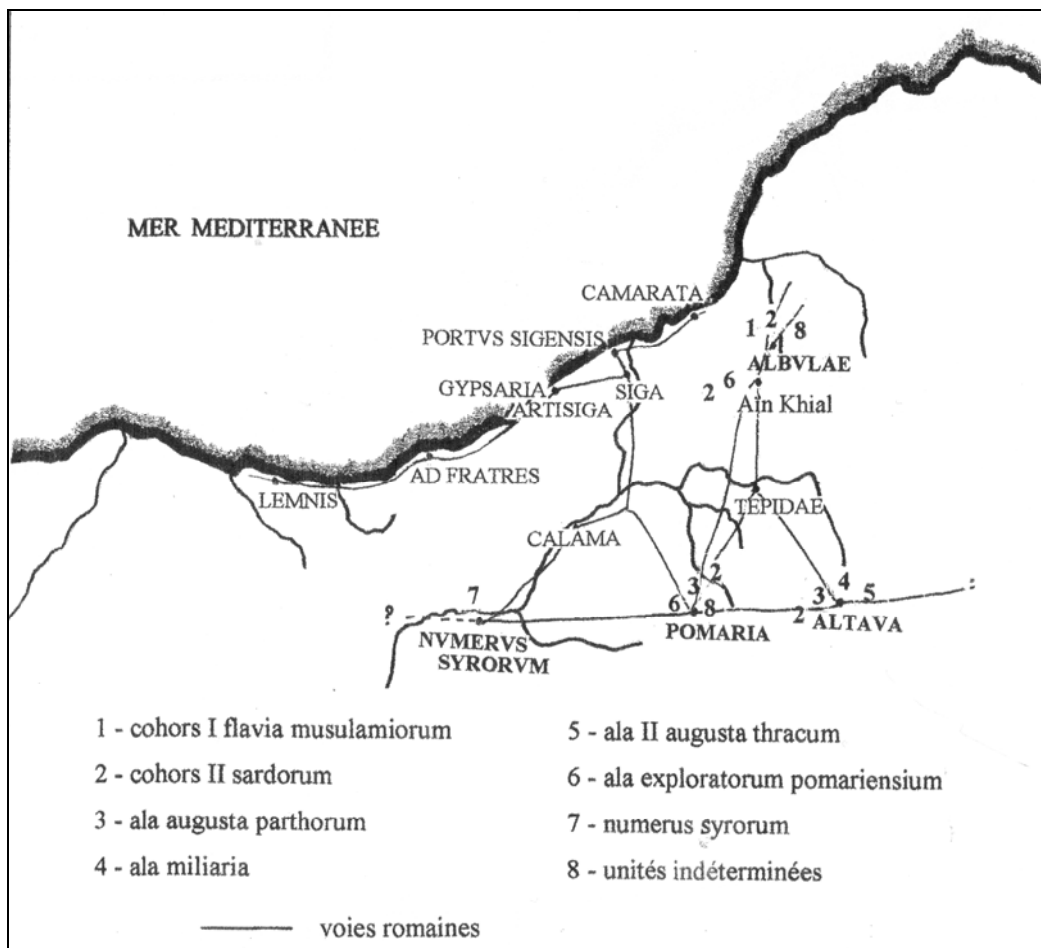 MER MEDITERRANEE
CAMARATA
PORTVS SIGENSIS
1 2 8
ALBVLAE
GYPSARIA
SIGA
2 6
Ain Khial
ARTISIGA
AD FRATRES
LEMNIS
TEPIDAE
CALAMA
7
3 2
4
?
6 8
2 3 5
POMARIA
ALTAVA
NVMERVS
SYRORVM
1 - cohors I flavia musulamiorum
2 - cohors II sardorum
3 - ala augusta parthorum
4 - ala miliaria
5 - ala II augusta thracum
6 - ala exploratorum pomariensium
7 - numerus syrorum
8 - unités indéterminées
voies romaines